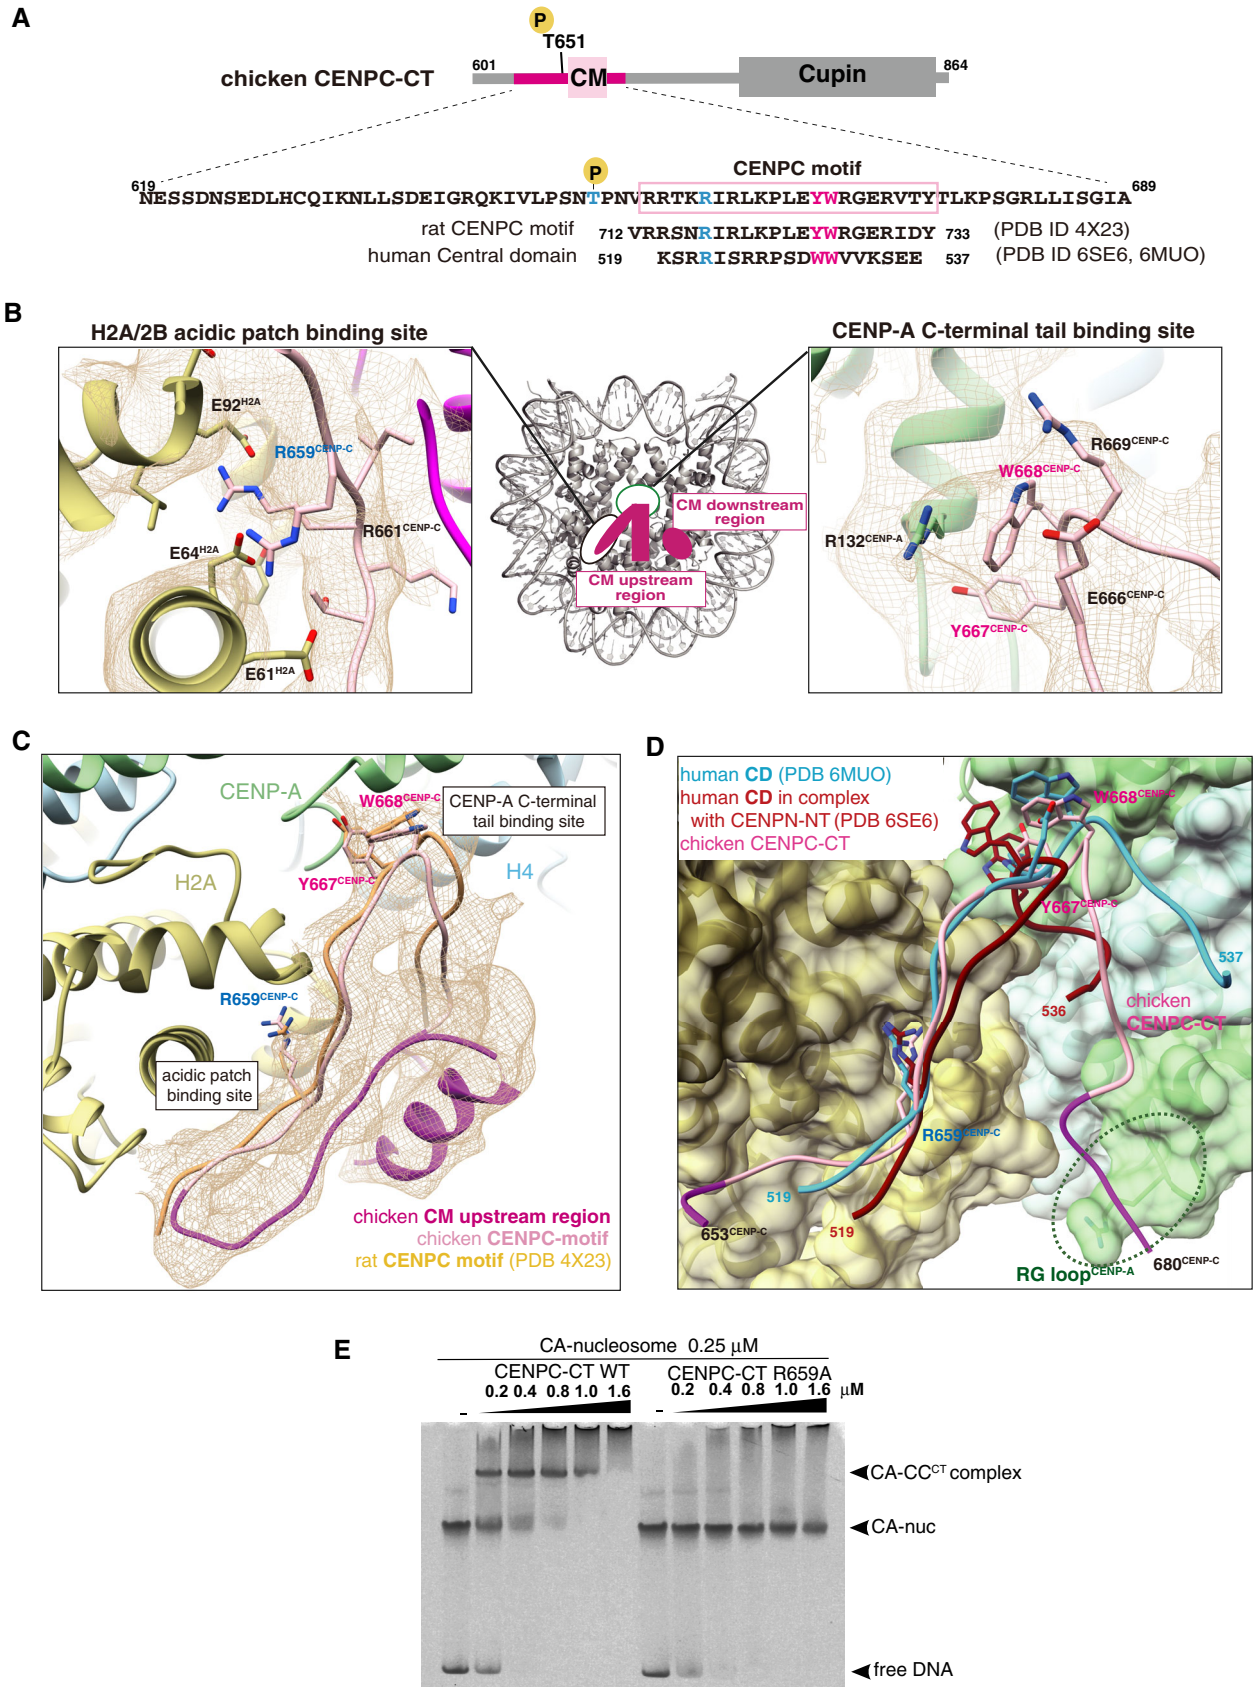 A
P
T651
601
864
chicken CENPC-CT
CM
Cupin
P
CENPC motif
619
689
NESSDNSEDLHCQIKNLLSDEIGRQKIVLPSNTPNVRRTKRIRLKPLEYWRGERVTYTLKPSGRLLISGIA
rat CENPC motif 712 VRRSNRIRLKPLEYWRGERIDY 733 (PDB ID 4X23)
human Central domain 519 KSRRISRRPSDWWVVKSEE 537 (PDB ID 6SE6, 6MUO)
B
H2A/2B acidic patch binding site
CENP-A C-terminal tail binding site
E92H2A
R659CENP-C
R661CENP-C
E64H2A
E61H2A
CM downstream
region
CM upstream
region
R669CENP-C
W668CENP-C
R132CENP-A
E666CENP-C
Y667CENP-C
C
CENP-A
W668CENP-C
CENP-A C-terminal
tail binding site
Y667CENP-C
H2A
H4
R659CENP-C
acidic patch
binding site
chicken CM upstream region
chicken CENPC-motif
rat CENPC motif (PDB 4X23)
D
human CD (PDB 6MUO)
human CD in complex
with CENPN-NT (PDB 6SE6)
chicken CENPC-CT
W668CENP-C
Y667CENP-C
537
536
chicken
CENPC-CT
R659CENP-C
519
519
653CENP-C
680CENP-C
RG loopCENP-A
E
CA-nucleosome 0.25 μM
CENPC-CT WT CENPC-CT R659A
0.2 0.4 0.8 1.0 1.6 0.2 0.4 0.8 1.0 1.6 μM
- -
CA-CCCT complex
CA-nuc
free DNA